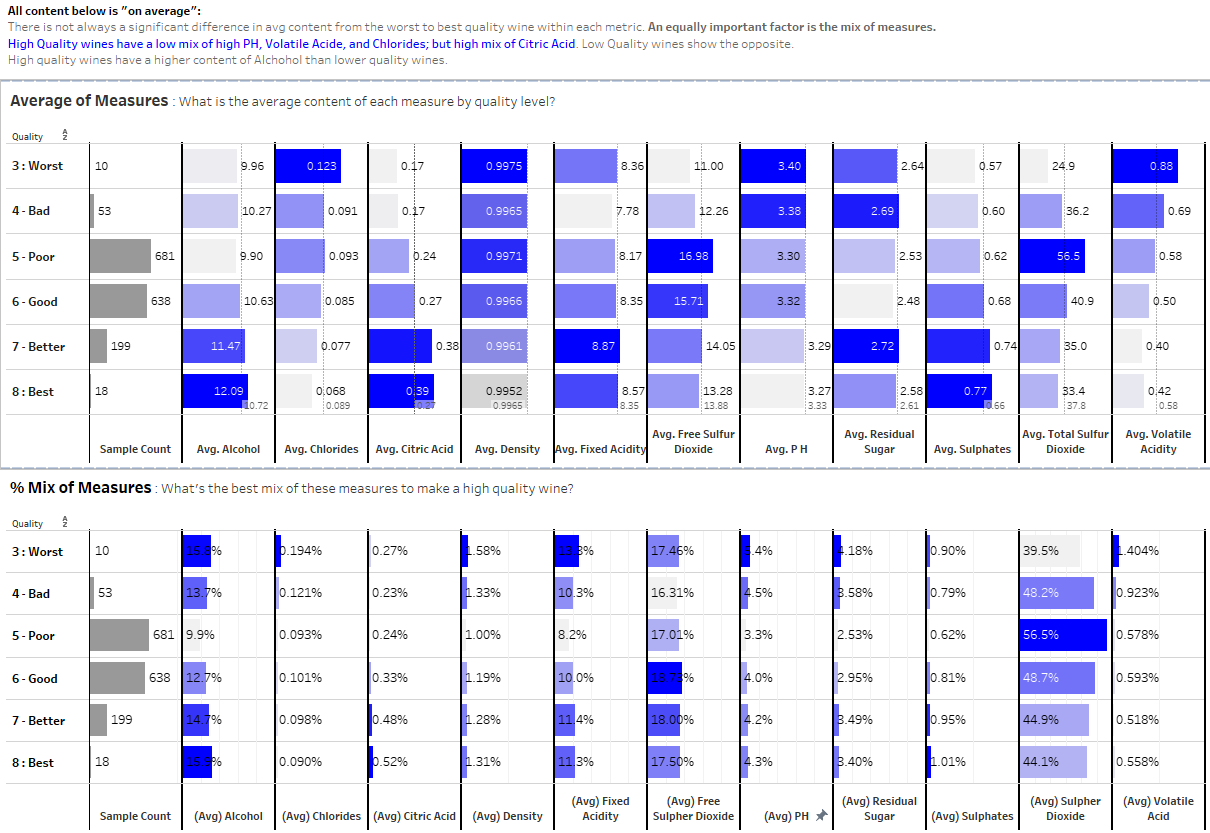 All content below is "on average":
There is not always a significant difference in avg content from the worst to best quality wine within each metric. An equally important factor is the mix of measures.
High Quality wines have a low mix of high PH, Volatile Acide, and Chlorides; but high mix of Citric Acid. Low Quality wines show the opposite.
High quality wines have a higher content of Alchohol than lower quality wines.
Average of Measures : What is the average content of each measure by quality level?
Quality
3 : Worst 10 9.96 0.123 0.17 0.9975 8.36 11.00 3.40 2.64 0.57 24.9 0.88
4 - Bad 53 10.27 0.091 0.17 0.9965 7.78 12.26 3.38 2.69 0.60 36.2 0.69
5 - Poor 681 9.90 0.093 0.24 0.9971 8.17 16.98 3.30 2.53 0.62 56.5 0.58
6 - Good 638 10.63 0.085 0.27 0.9966 8.35 15.71 3.32 2.48 0.68 40.9 0.50
7 - Better 199 11.47 0.077 0.38 0.9961 8.87 14.05 3.29 2.72 0.74 35.0 0.40
8 : Best 18 12.09 0.068 0.39 0.9952 8.57 13.28 3.27 2.58 0.77 33.4 0.42
10.72 0.089 0.27 0.9965 8.35 13.88 3.33 2.61 0.66 37.8 0.58
Sample Count Avg. Alcohol Avg. Chlorides Avg. Citric Acid Avg. Density Avg. Fixed Acidity Avg. Free Sulfur Dioxide Avg. P H Avg. Residual Sugar Avg. Sulphates Avg. Total Sulfur Dioxide Avg. Volatile Acidity
% Mix of Measures : What's the best mix of these measures to make a high quality wine?
Quality
3 : Worst 10 15.8% 0.194% 0.27% 1.58% 13.3% 17.46% 5.4% 4.18% 0.90% 39.5% 1.404%
4 - Bad 53 13.7% 0.121% 0.23% 1.33% 10.3% 16.31% 4.5% 3.58% 0.79% 48.2% 0.923%
5 - Poor 681 9.9% 0.093% 0.24% 1.00% 8.2% 17.01% 3.3% 2.53% 0.62% 56.5% 0.578%
6 - Good 638 12.7% 0.101% 0.33% 1.19% 10.0% 18.73% 4.0% 2.95% 0.81% 48.7% 0.593%
7 - Better 199 14.7% 0.098% 0.48% 1.28% 11.4% 18.00% 4.2% 3.49% 0.95% 44.9% 0.518%
8 : Best 18 15.9% 0.090% 0.52% 1.31% 11.3% 17.50% 4.3% 3.40% 1.01% 44.1% 0.558%
Sample Count (Avg) Alcohol (Avg) Chlorides (Avg) Citric Acid (Avg) Density (Avg) Fixed Acidity (Avg) Free Sulpher Dioxide (Avg) PH (Avg) Residual Sugar (Avg) Sulphates (Avg) Sulpher Dioxide (Avg) Volatile Acid